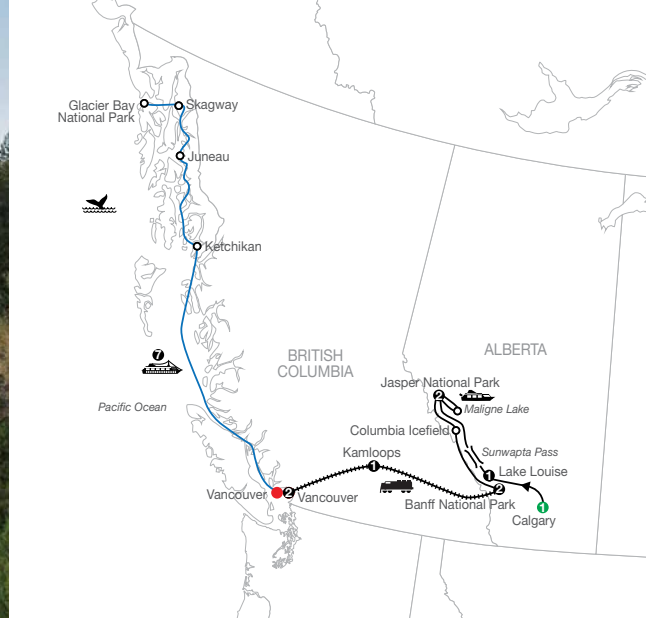 Glacier Bay
National Park
Skagway
Juneau
Ketchikan
7
BRITISH
COLUMBIA
ALBERTA
Pacific Ocean
Jasper National Park
2
Maligne Lake
Columbia Icefield
Sunwapta Pass
Kamloops
1
1
Lake Louise
Vancouver
2
Vancouver
2
Banff National Park
1
Calgary